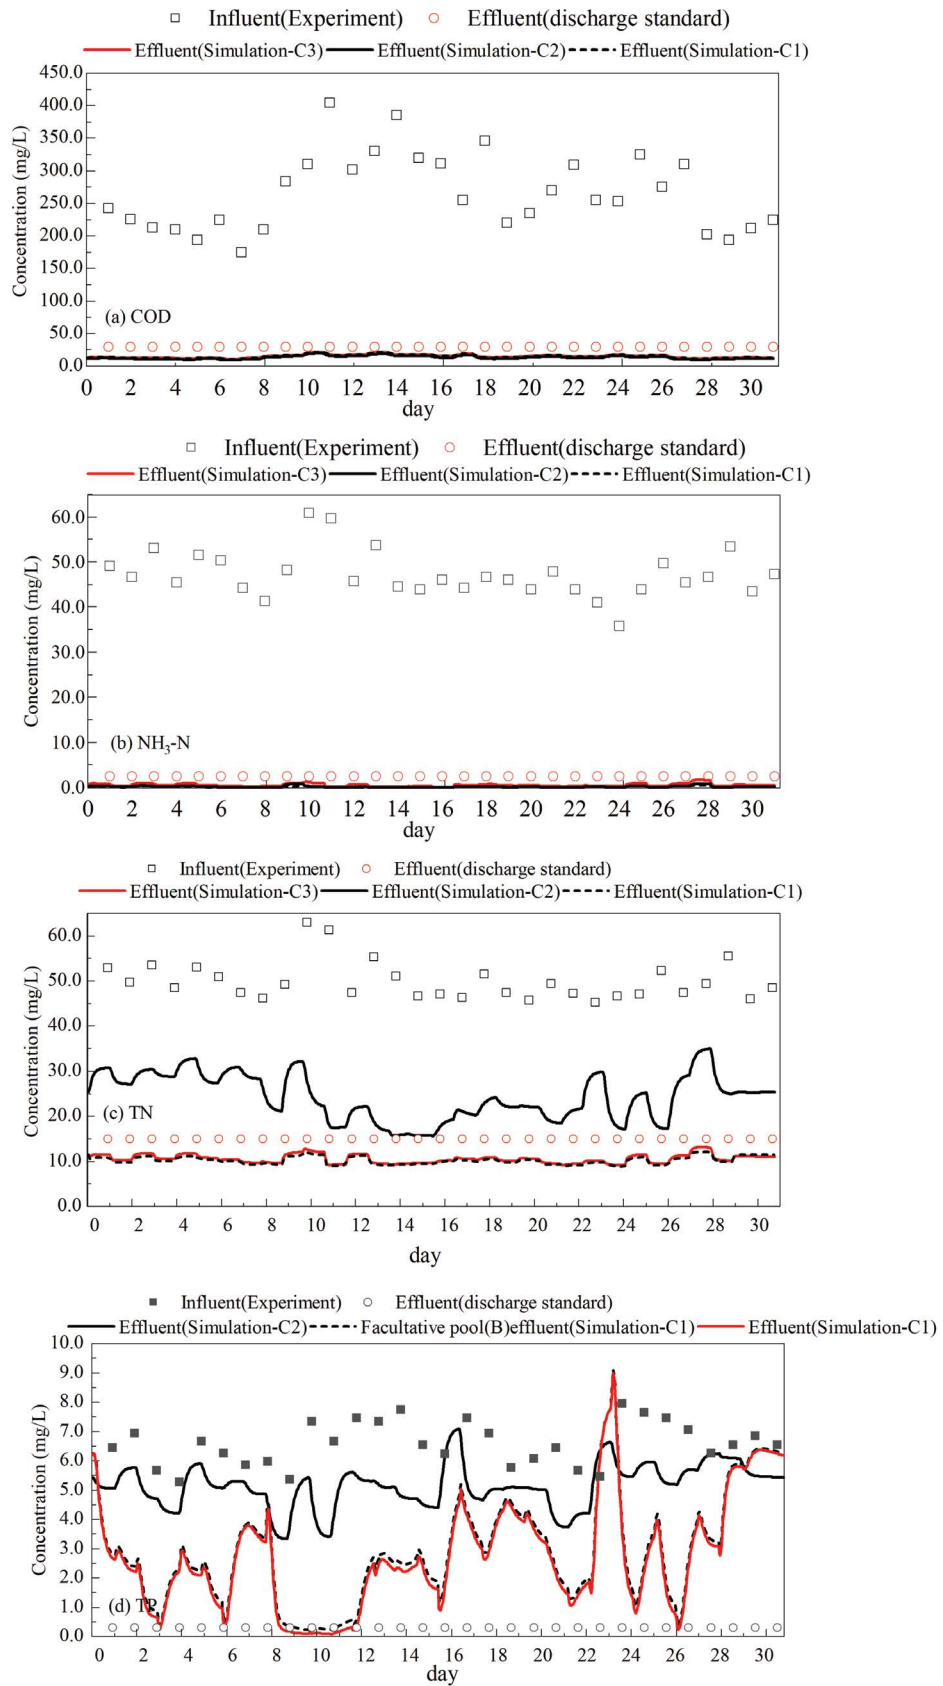 Influent(Experiment) Effluent(discharge standard)
Effluent(Simulation-C3) Effluent(Simulation-C2) Effluent(Simulation-C1)
450.0
400.0
350.0
300.0
250.0
200.0
150.0
100.0
50.0
0.0
Concentration (mg/L)
(a) COD
0 2 4 6 8 10 12 14 16 18 20 22 24 26 28 30
day
Influent(Experiment) Effluent(discharge standard)
Effluent(Simulation-C3) Effluent(Simulation-C2) Effluent(Simulation-C1)
60.0
50.0
40.0
30.0
20.0
10.0
0.0
Concentration (mg/L)
(b) NH3-N
0 2 4 6 8 10 12 14 16 18 20 22 24 26 28 30
day
Influent(Experiment) Effluent(discharge standard)
Effluent(Simulation-C3) Effluent(Simulation-C2) Effluent(Simulation-C1)
60.0
50.0
40.0
30.0
20.0
10.0
0.0
Concentration (mg/L)
(c) TN
0 2 4 6 8 10 12 14 16 18 20 22 24 26 28 30
day
Influent(Experiment) Effluent(discharge standard)
Effluent(Simulation-C2) Facultative pool(B)effluent(Simulation-C1) Effluent(Simulation-C1)
10.0
9.0
8.0
7.0
6.0
5.0
4.0
3.0
2.0
1.0
0.0
Concentration (mg/L)
(d) TP
0 2 4 6 8 10 12 14 16 18 20 22 24 26 28 30
day